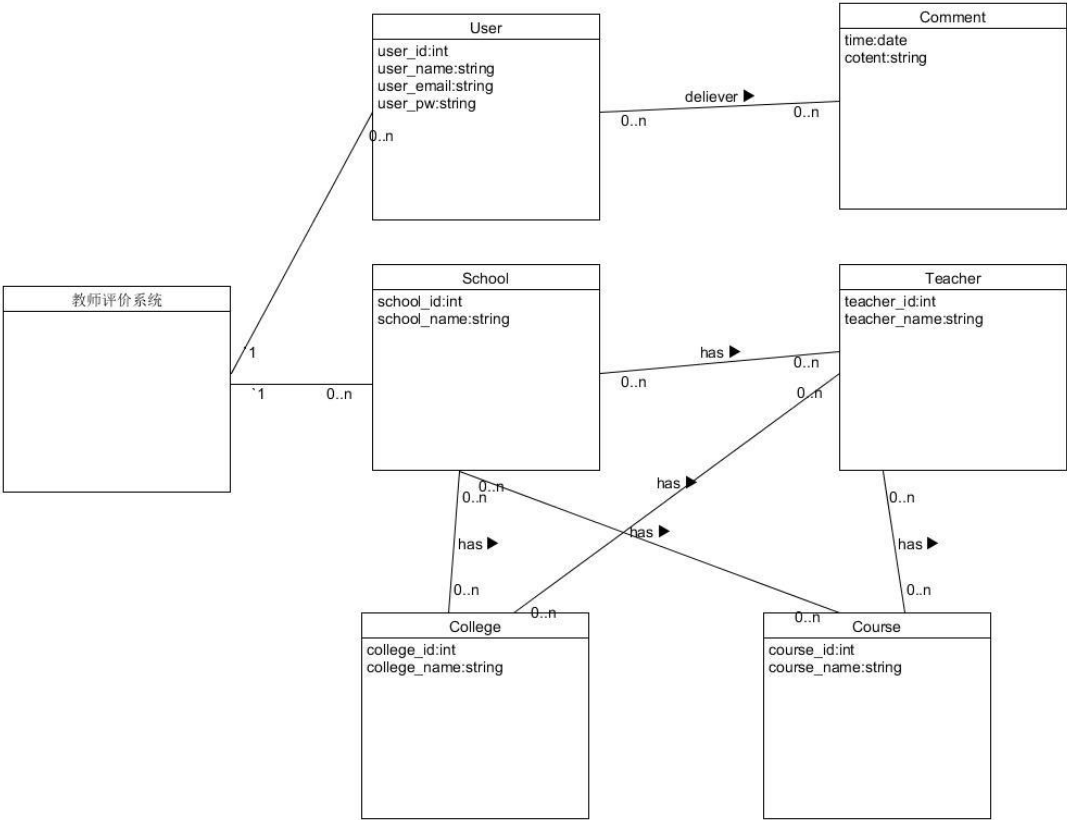 User
user_id:int
user_name:string
user_email:string
user_pw:string
0..n
deliever ▶
0..n
0..n
Comment
time:date
cotent:string
教师评价系统
`1
`1
0..n
School
school_id:int
school_name:string
has ▶
0..n
0..n
0..n
Teacher
teacher_id:int
teacher_name:string
0..n
0..n
has ▶
has ▶
has ▶
0..n
has ▶
0..n
0..n
0..n
0..n
College
college_id:int
college_name:string
Course
course_id:int
course_name:string